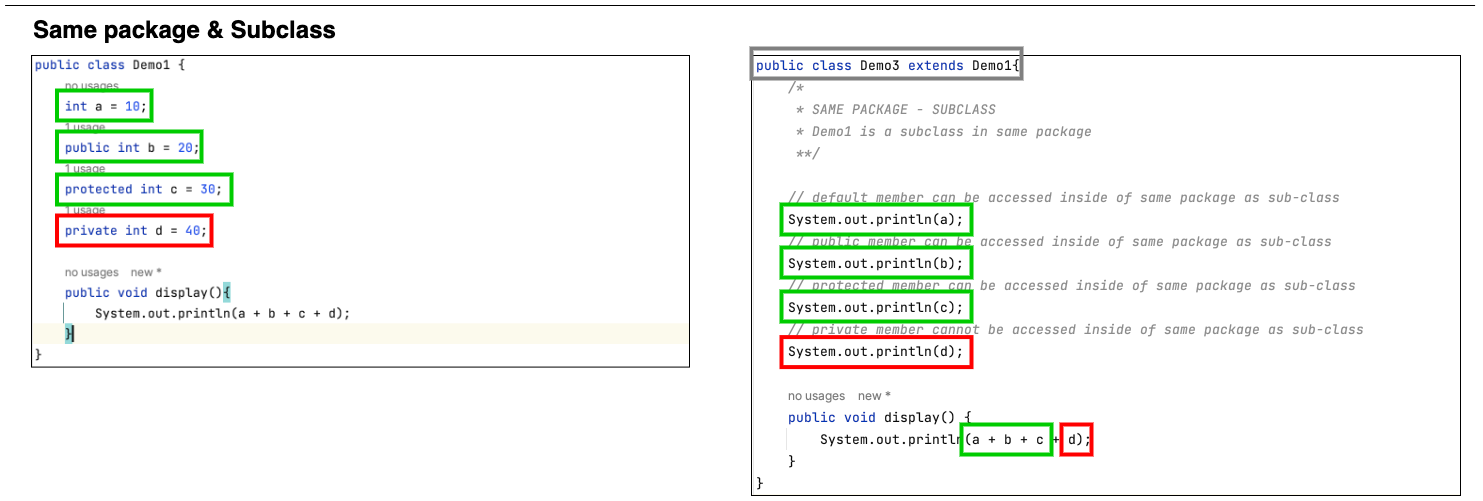 Same package & Subclass
public class Demo1 {
no usages
int a = 10;
1 usage
public int b = 20;
1 usage
protected int c = 30;
1 usage
private int d = 40;
no usages   new *
public void display(){
System.out.println(a + b + c + d);
}
}
public class Demo3 extends Demo1{
/*
* SAME PACKAGE - SUBCLASS
* Demo1 is a subclass in same package
**/
// default member can be accessed inside of same package as sub-class
System.out.println(a);
// public member can be accessed inside of same package as sub-class
System.out.println(b);
// protected member can be accessed inside of same package as sub-class
System.out.println(c);
// private member cannot be accessed inside of same package as sub-class
System.out.println(d);
no usages   new *
public void display() {
System.out.println(a + b + c + d);
}
}